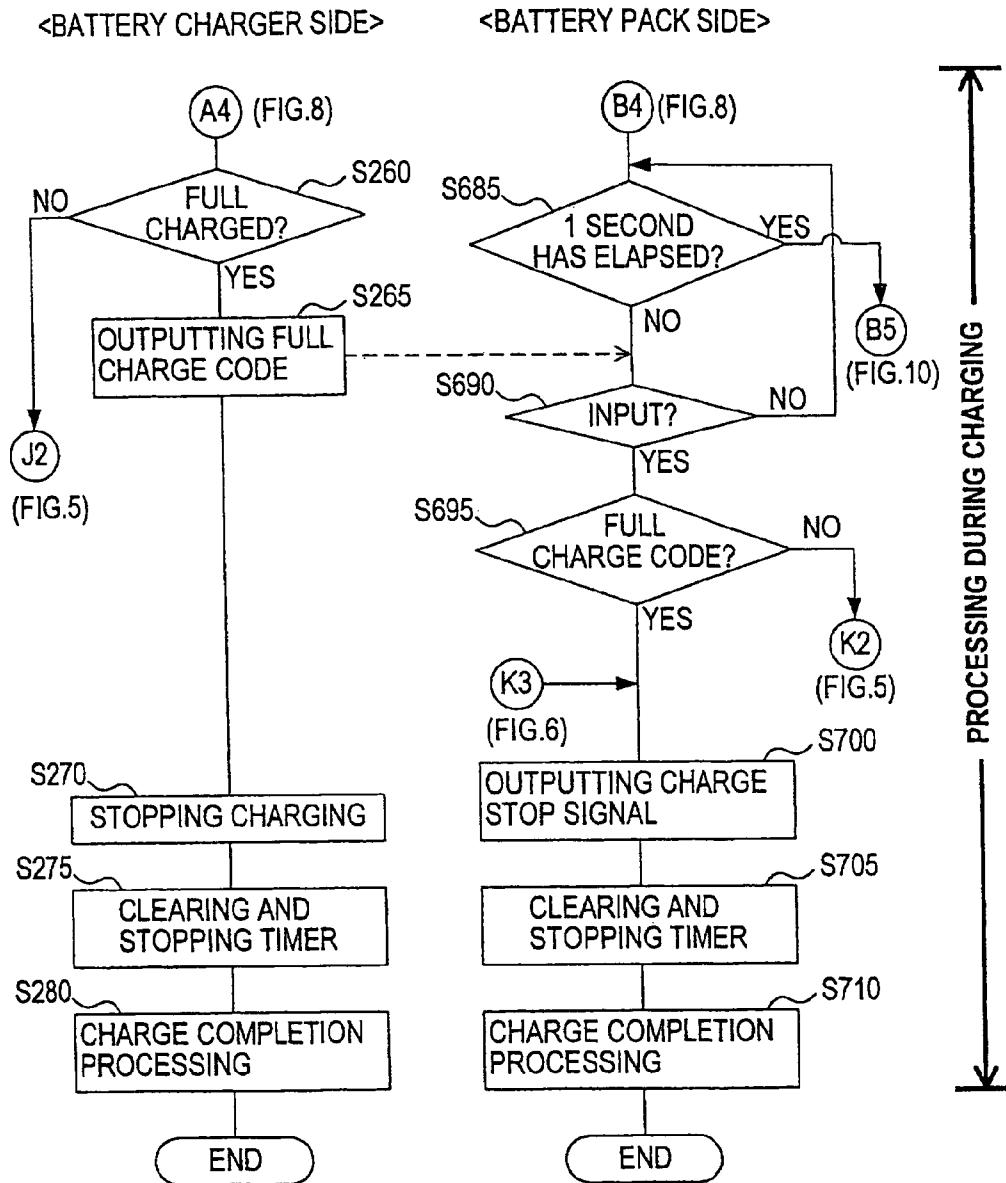 <BATTERY CHARGER SIDE>
<BATTERY PACK SIDE>
A4 (FIG.8)
S260
NO
FULL
CHARGED?
YES
S265
OUTPUTTING FULL
CHARGE CODE
J2
(FIG.5)
S270
STOPPING CHARGING
S275
CLEARING AND
STOPPING TIMER
S280
CHARGE COMPLETION
PROCESSING
END
B4 (FIG.8)
S685
1 SECOND
HAS ELAPSED?
YES
NO
B5
(FIG.10)
S690
INPUT?
NO
YES
S695
FULL
CHARGE CODE?
NO
YES
K2
(FIG.5)
K3
(FIG.6)
S700
OUTPUTTING CHARGE
STOP SIGNAL
S705
CLEARING AND
STOPPING TIMER
S710
CHARGE COMPLETION
PROCESSING
END
PROCESSING DURING CHARGING